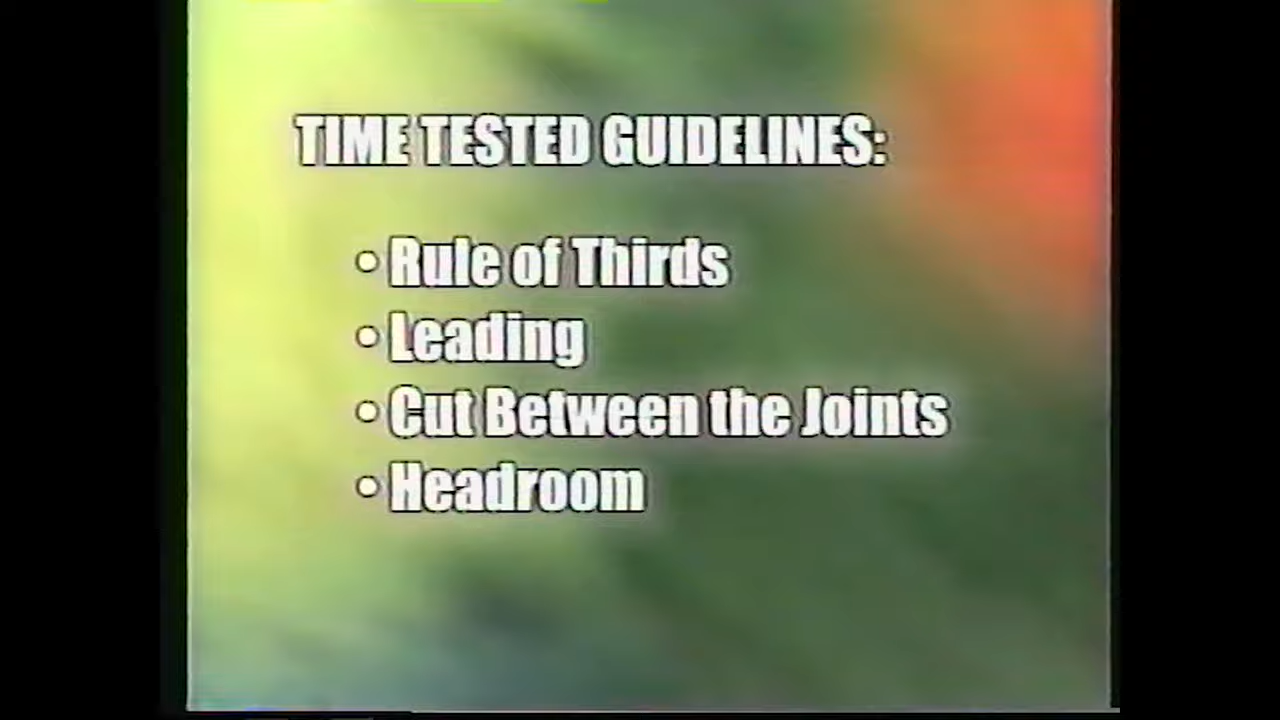 TIME TESTED GUIDELINES:
• Rule of Thirds
• Leading
• Cut Between the Joints
• Headroom